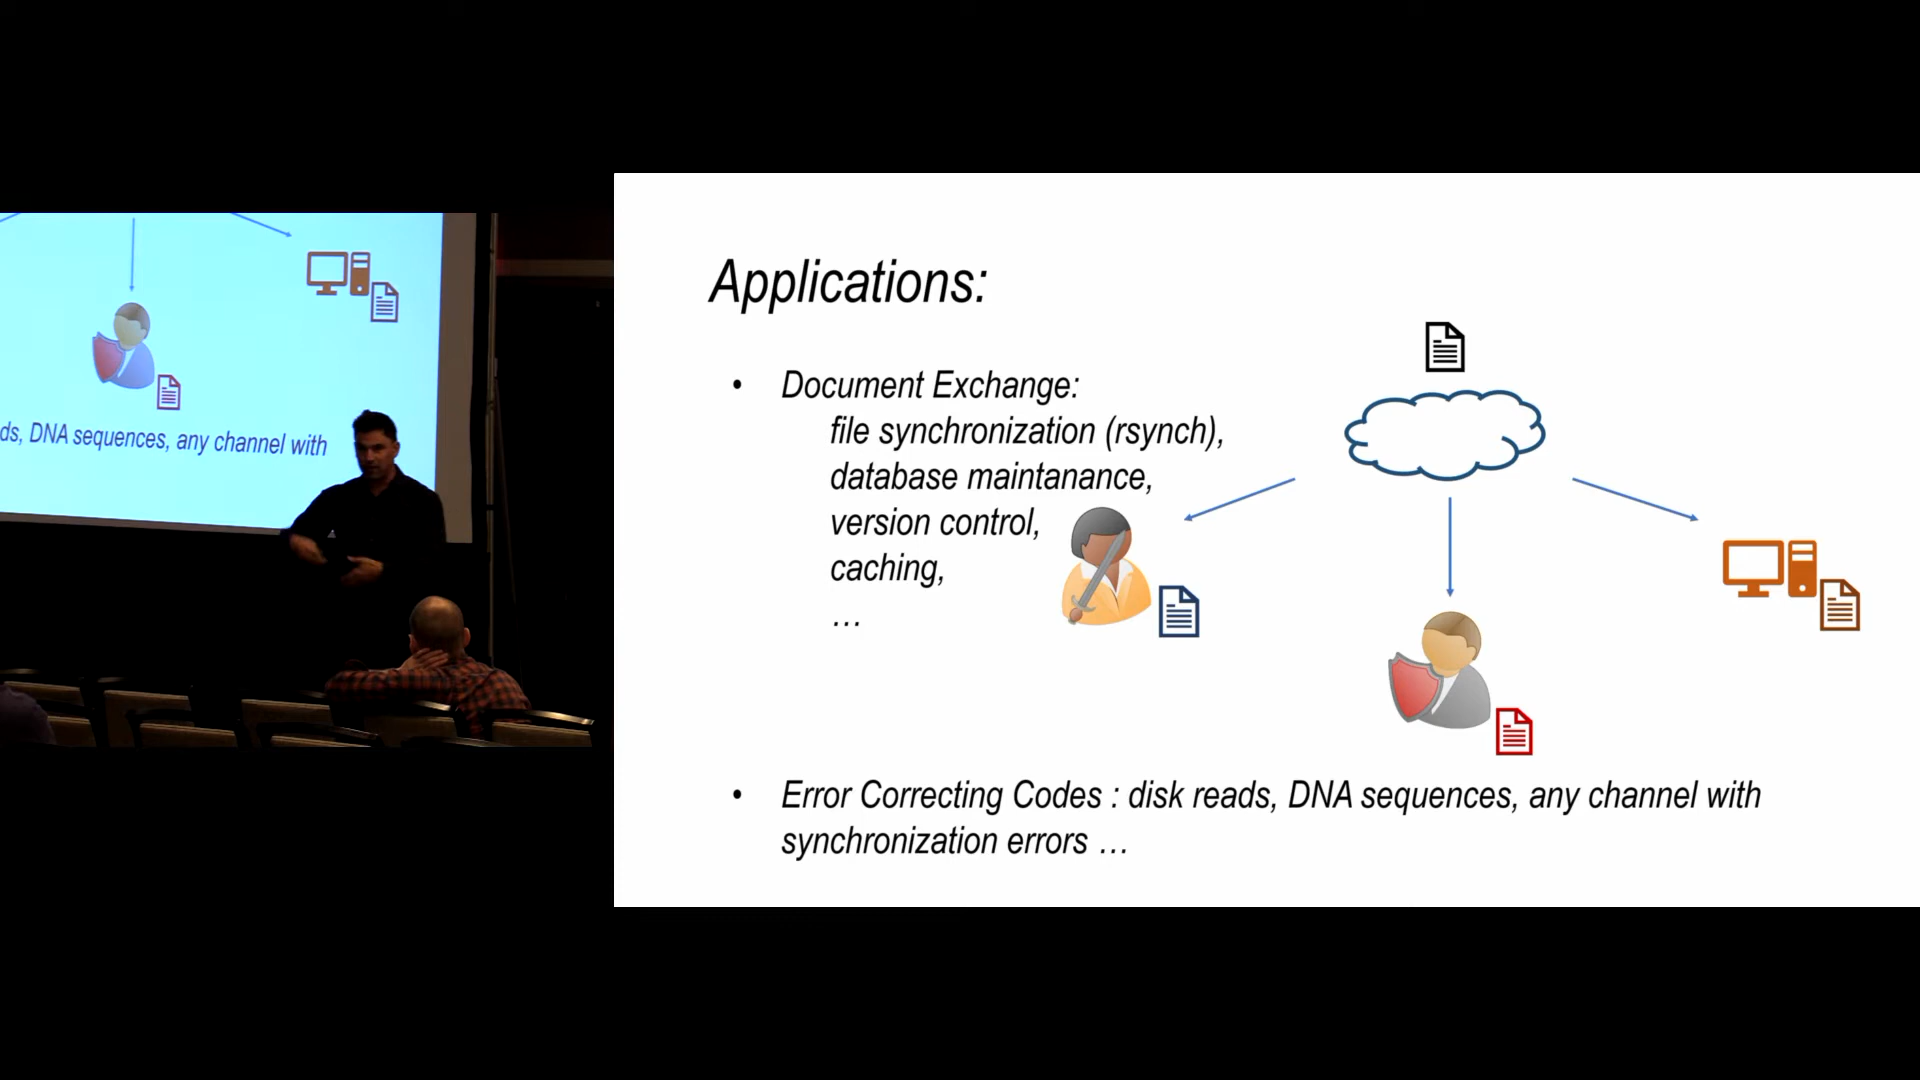 ds, DNA sequences, any channel with
Applications:
• Document Exchange:
file synchronization (rsynch),
database maintanance,
version control,
caching,
…
• Error Correcting Codes : disk reads, DNA sequences, any channel with
synchronization errors …